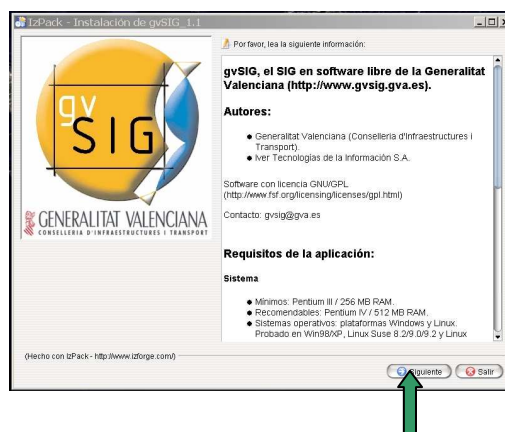 IzPack - Instalación de gvSIG_1.1
gv
SIG
GENERALITAT VALENCIANA
CONSELLERIA D'INFRAESTRUCTURES I TRANSPORT
Por favor, lea la siguiente información:
gvSIG, el SIG en software libre de la Generalitat
Valenciana (http://www.gvsig.gva.es).
Autores:
Generalitat Valenciana (Conselleria d'Infraestructures i
Transport).
Iver Tecnologías de la Información S.A.
Software con licencia GNU/GPL
(http://www.fsf.org/licensing/licenses/gpl.html)
Contacto: gvsig@gva.es
Requisitos de la aplicación:
Sistema
Mínimos: Pentium III / 256 MB RAM.
Recomendables: Pentium IV / 512 MB RAM.
Sistemas operativos: plataformas Windows y Linux.
Probado en Win98/XP, Linux Suse 8.2/9.0/9.2 y Linux
(Hecho con IzPack - http://www.izforge.com/)
Siguiente
Salir